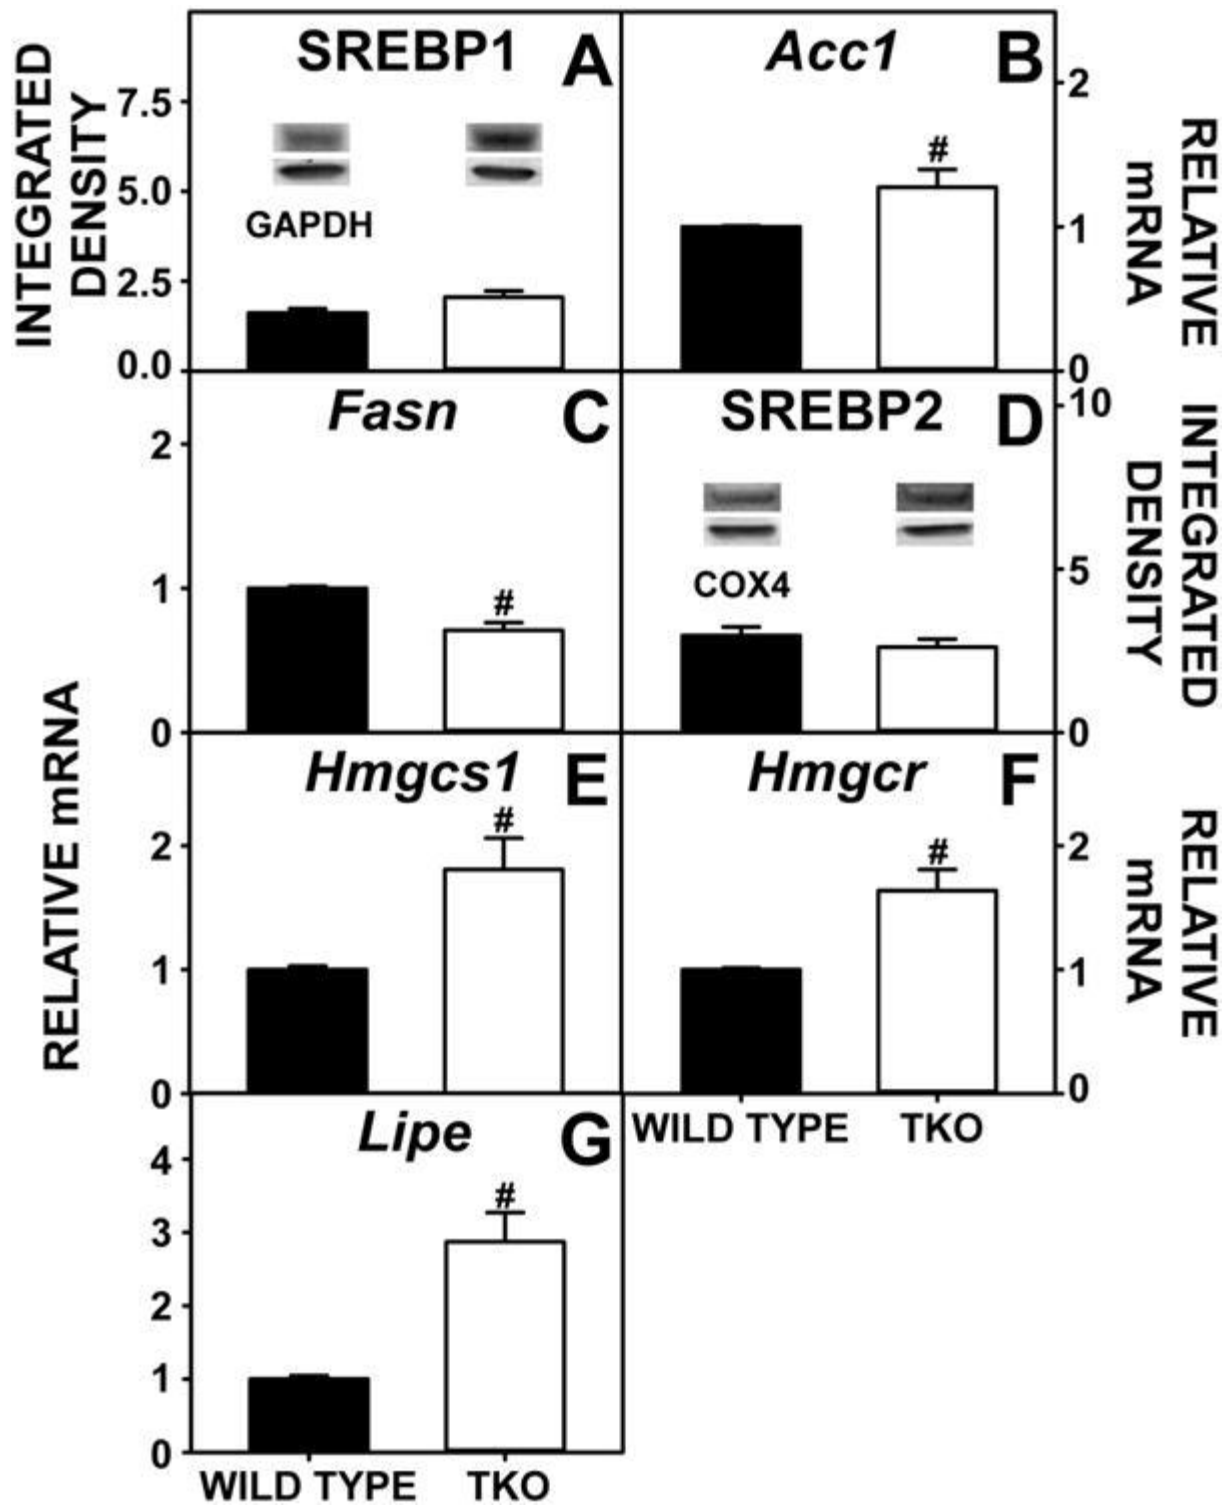 SREBP1 A
INTEGRATED
DENSITY
7.5
5.0
2.5
0.0
GAPDH
Acc1 B
#
2
1
0
RELATIVE
mRNA
Fasn C
2
1
0
#
SREBP2 D
COX4
10
5
0
INTEGRATED
DENSITY
RELATIVE mRNA
Hmgcs1 E
#
2
1
0
Hmgcr F
#
2
1
0
RELATIVE
mRNA
WILD TYPE TKO
Lipe G
#
4
3
2
1
0
WILD TYPE TKO